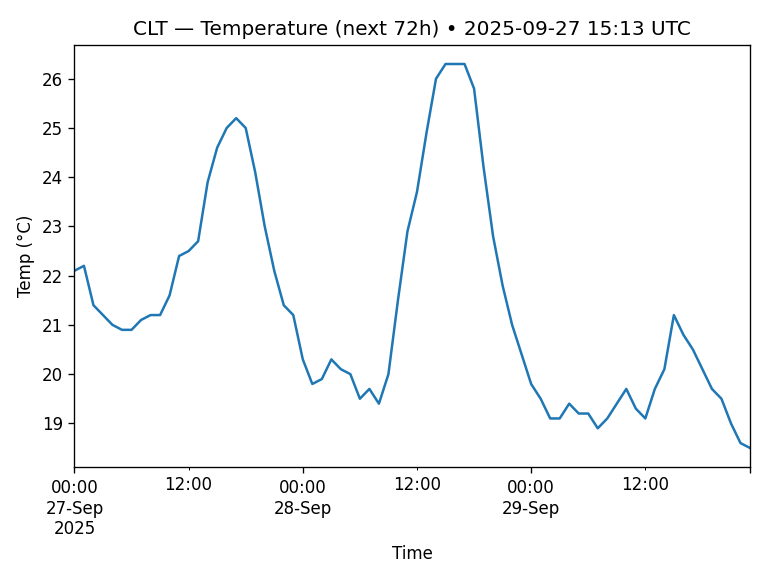 CLT — Temperature (next 72h) • 2025-09-27 15:13 UTC
Temp (°C)
26
25
24
23
22
21
20
19
00:00 12:00 00:00 12:00 00:00 12:00
27-Sep 28-Sep 29-Sep
2025
Time